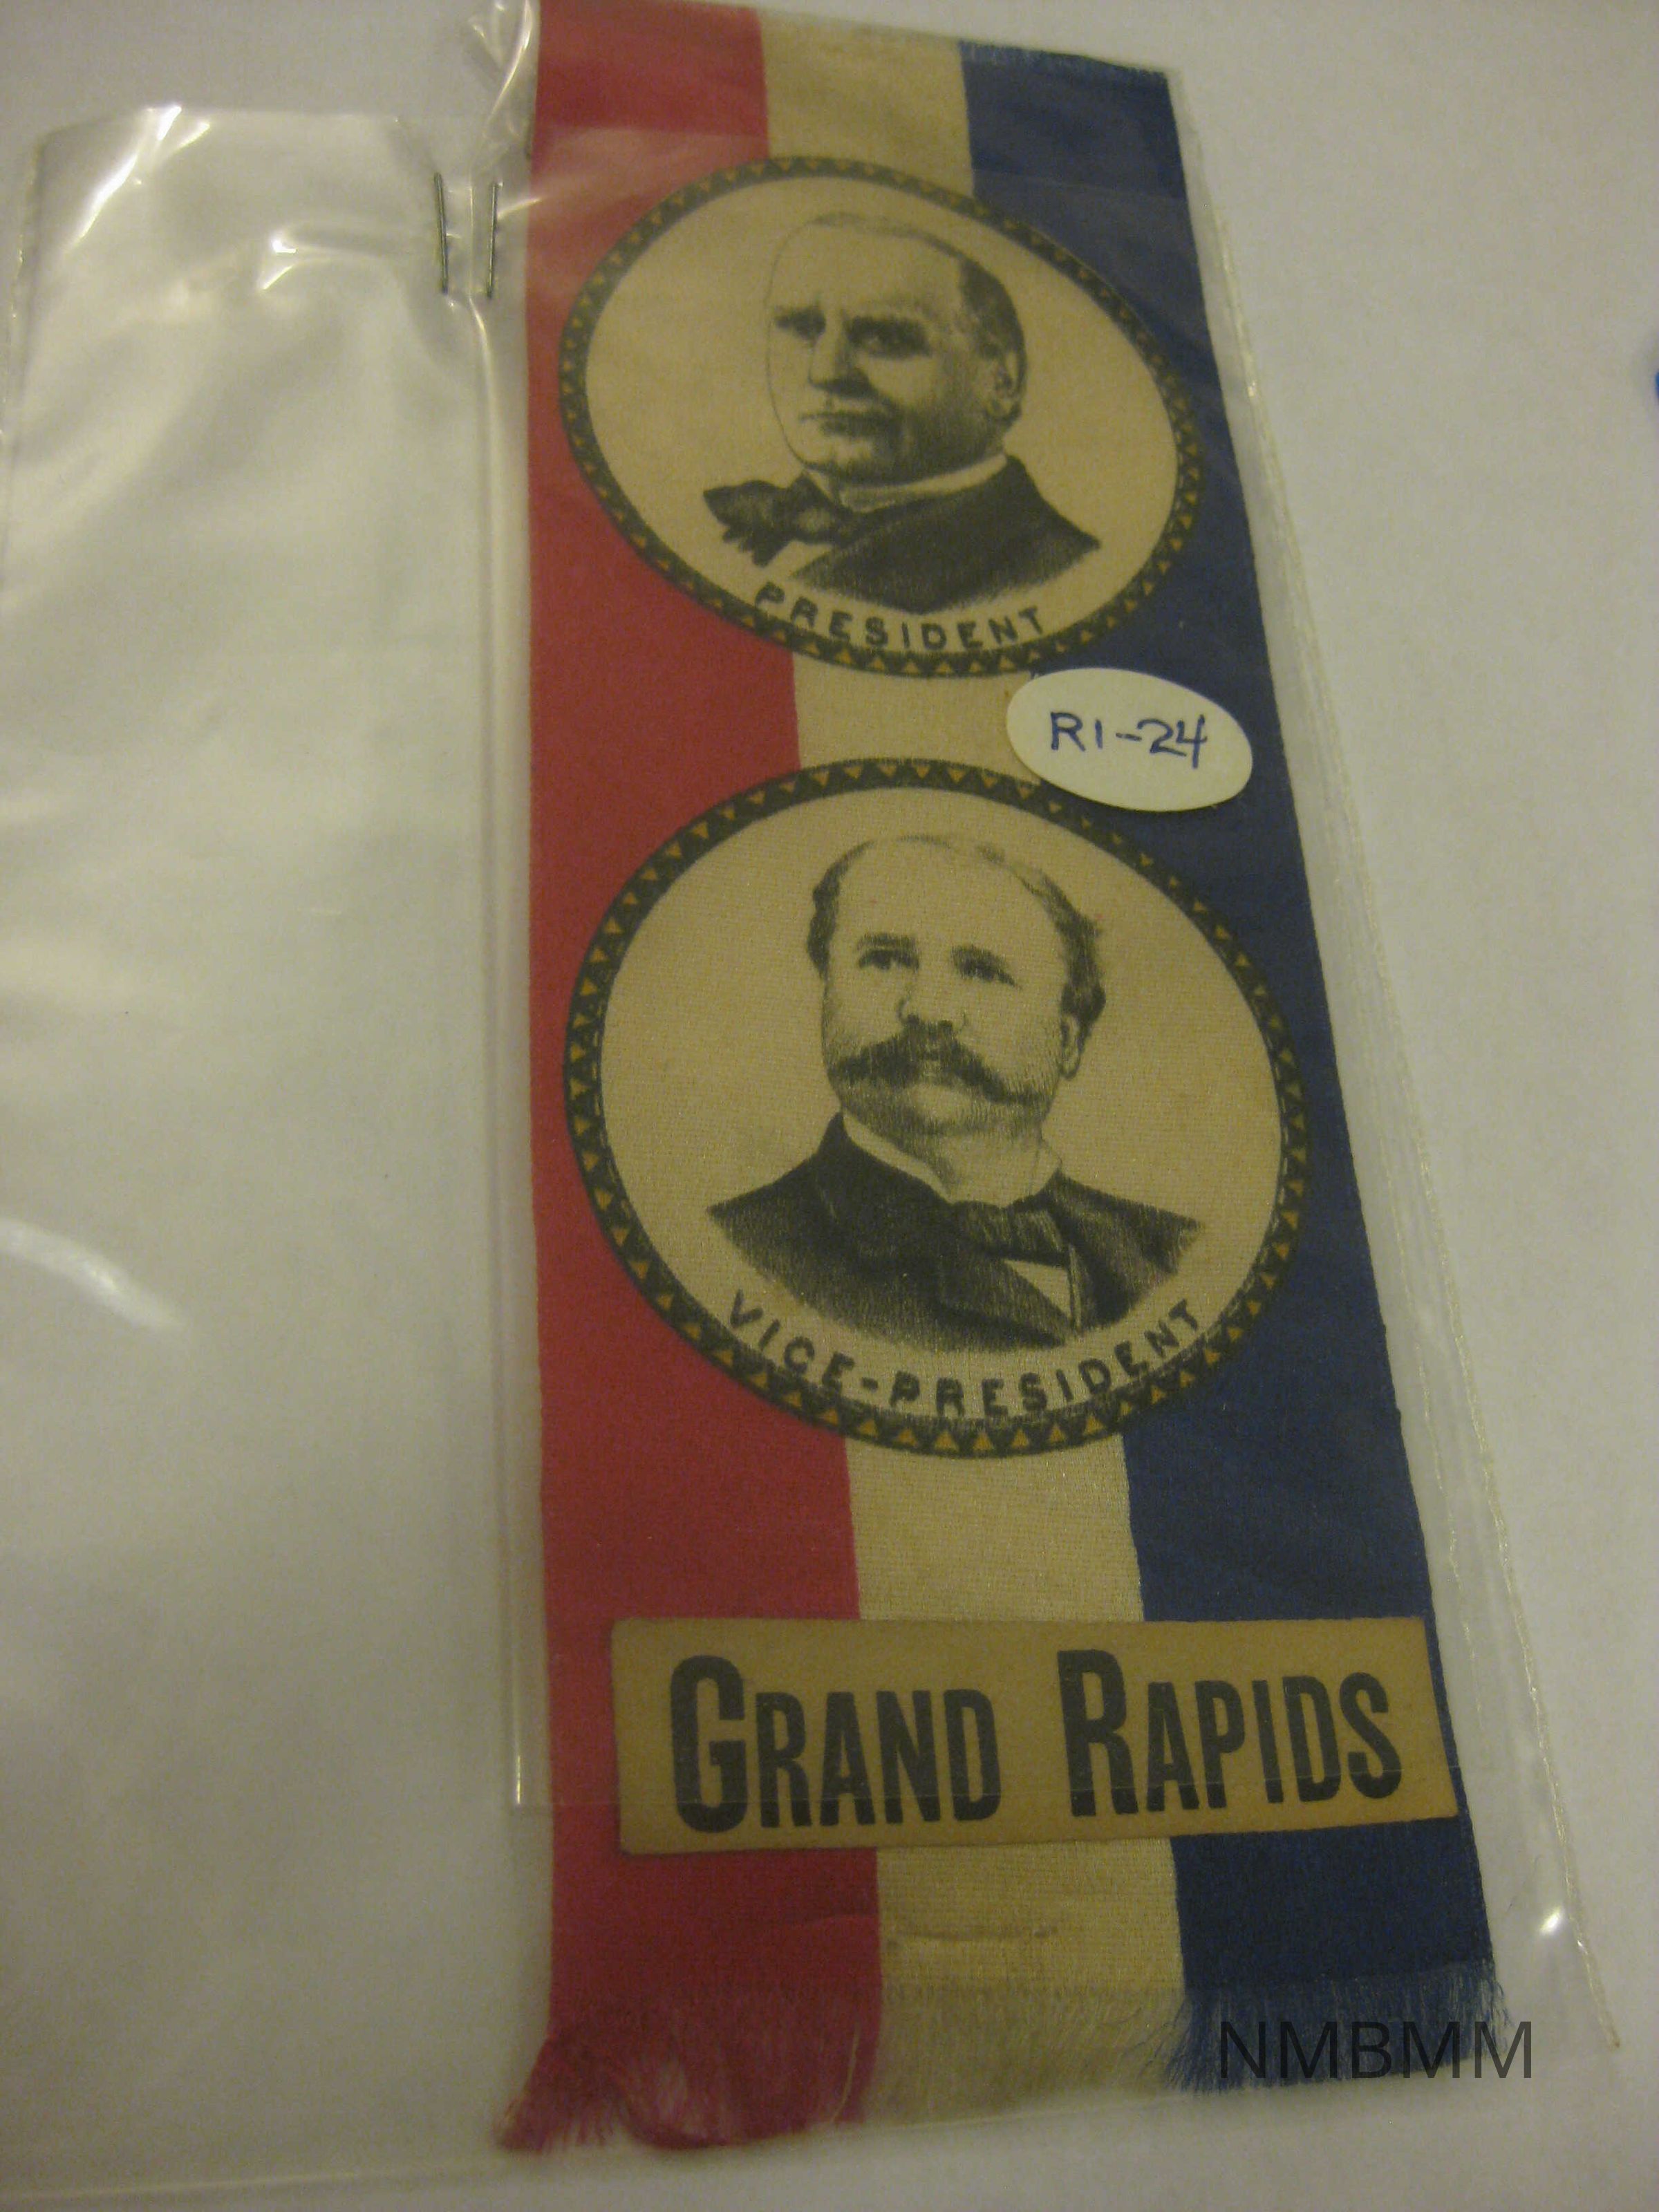 PRESIDENT
R1-24
VICE-PRESIDENT
GRAND RAPIDS
NMBMM